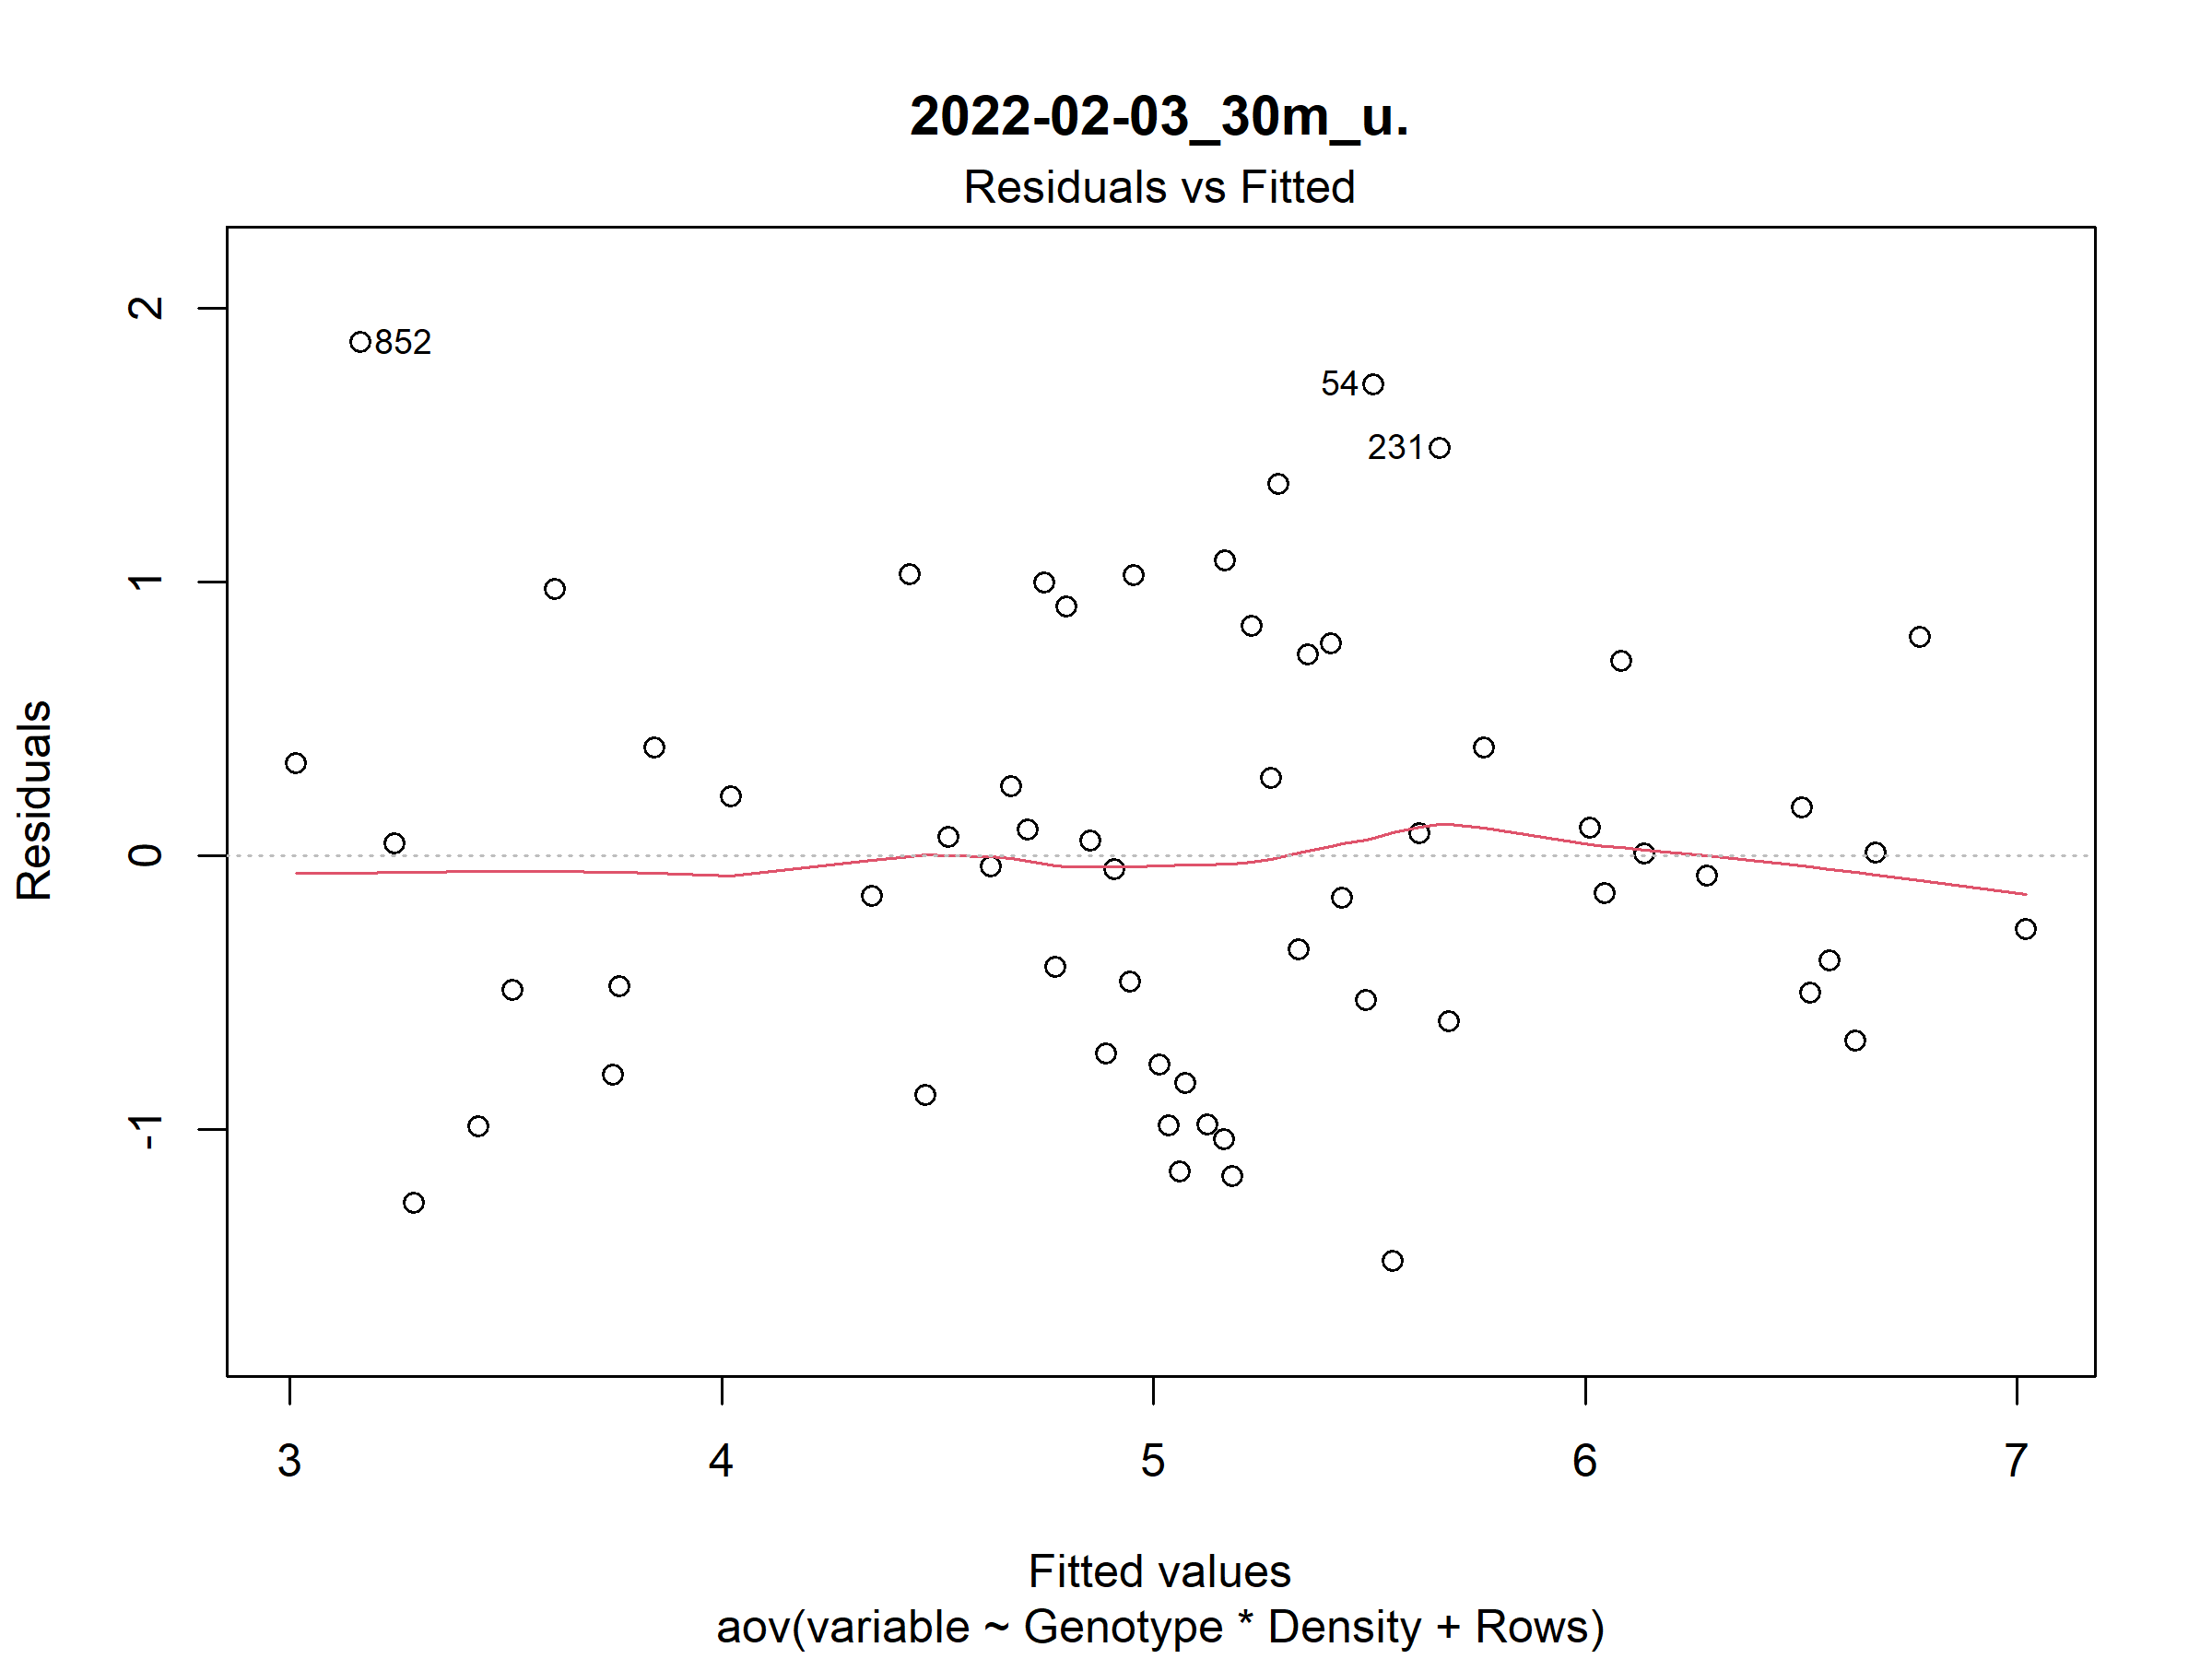 2022-02-03_30m_u.
Residuals vs Fitted
Residuals
2
1
0
-1
852
54
231
3 4 5 6 7
Fitted values
aov(variable ~ Genotype * Density + Rows)